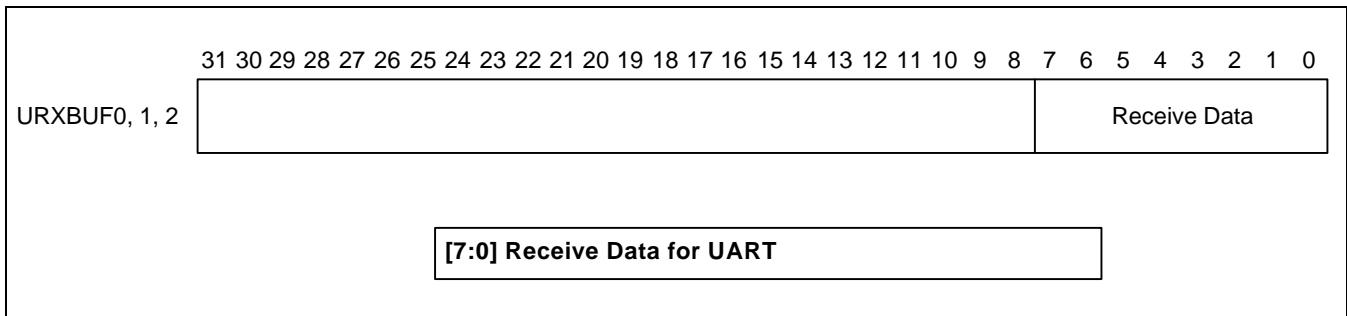 31 30 29 28 27 26 25 24 23 22 21 20 19 18 17 16 15 14 13 12 11 10 9 8 7 6 5 4 3 2 1 0
URXBUF0, 1, 2 Receive Data
[7:0] Receive Data for UART